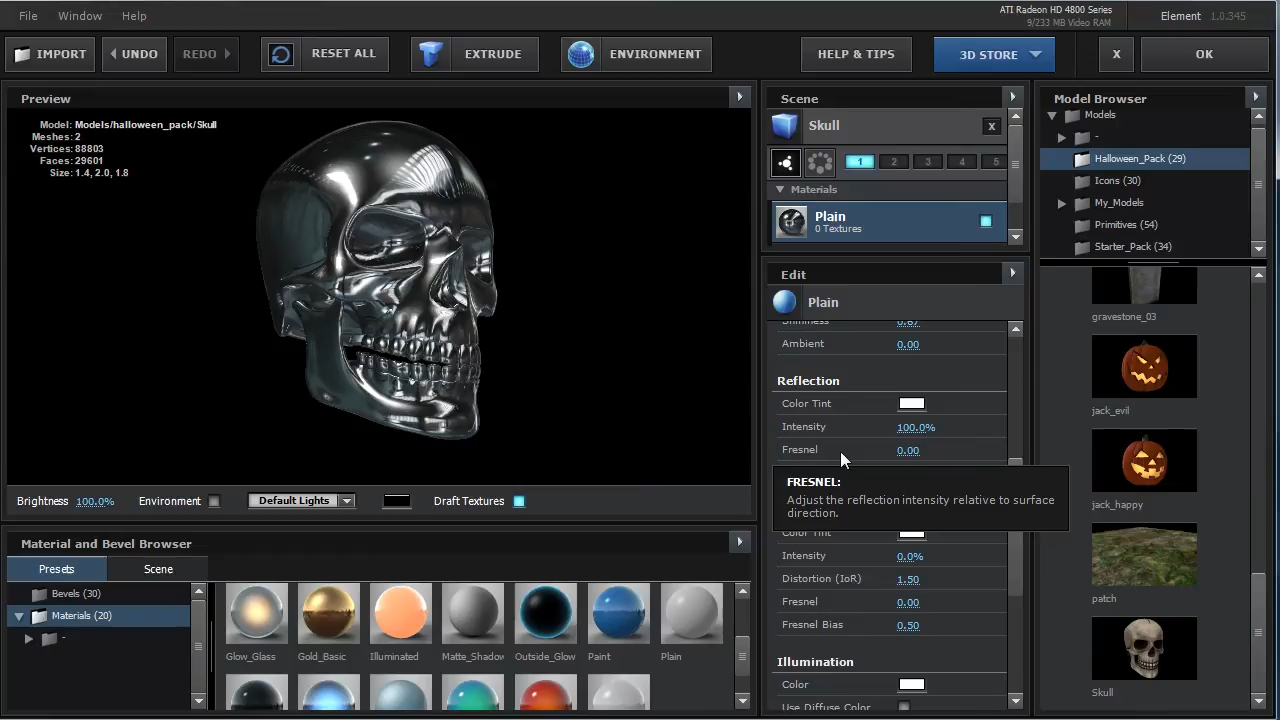 File Window Help
ATI Radeon HD 4800 Series
9/233 MB Video RAM
Element 1.0.345
IMPORT UNDO REDO RESET ALL EXTRUDE ENVIRONMENT HELP & TIPS 3D STORE X OK
Preview
Model: Models/halloween_pack/Skull
Meshes: 2
Vertices: 88803
Faces: 29601
Size: 1.4, 2.0, 1.8
Brightness 100.0% Environment Default Lights Draft Textures
Scene
Skull X
1 2 3 4 5
Materials
Plain
0 Textures
Edit
Plain
Shininess 0.67
Ambient 0.00
Reflection
Color Tint
Intensity 100.0%
Fresnel 0.00
FRESNEL:
Adjust the reflection intensity relative to surface
direction.
Color Tint
Intensity 0.0%
Distortion (IoR) 1.50
Fresnel 0.00
Fresnel Bias 0.50
Illumination
Color
Use Diffuse Color
Model Browser
Models
-
Halloween_Pack (29)
Icons (30)
My_Models
Primitives (54)
Starter_Pack (34)
gravestone_03
jack_evil
jack_happy
patch
Skull
Material and Bevel Browser
Presets Scene
Bevels (30)
Materials (20)
-
Glow_Glass Gold_Basic Illuminated Matte_Shadow Outside_Glow Paint Plain